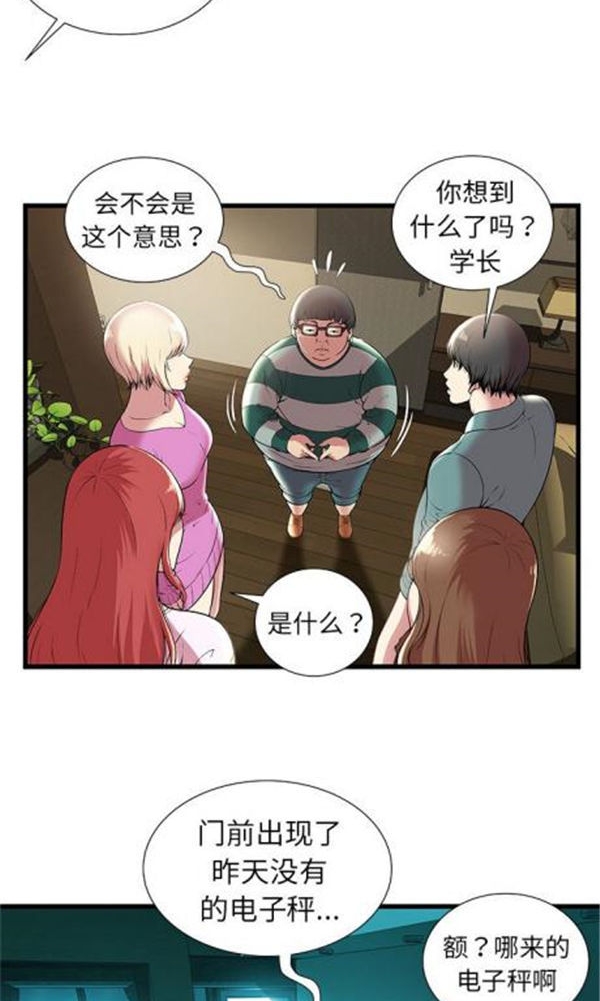 会不会是
这个意思？
你想到
什么了吗？
学长
是什么？
门前出现了
昨天没有
的电子秤...
额？哪来的
电子秤啊